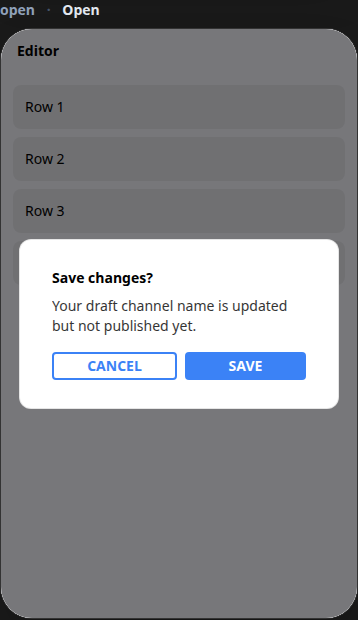 open · Open
Editor
Row 1
Row 2
Row 3
Save changes?
Your draft channel name is updated
but not published yet.
CANCEL SAVE